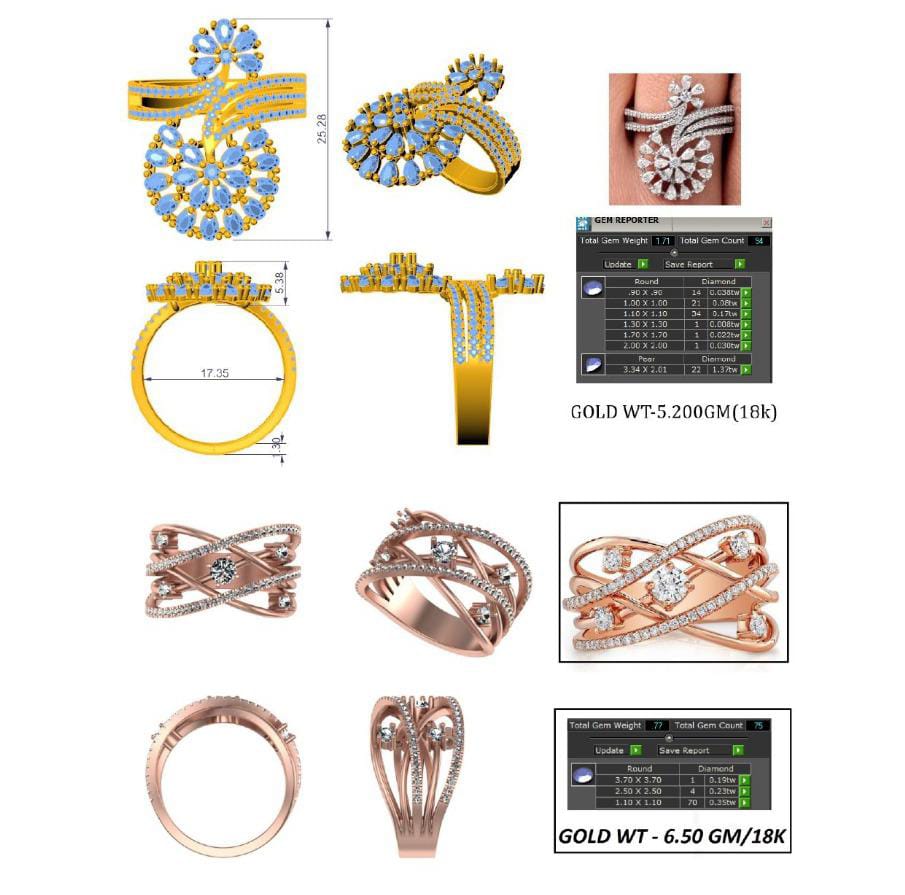 25.28
GEM REPORTER
Total Gem Weight 1.71 Total Gem Count 94
Update Save Report
Round Diamond
.90 X .90 14 0.038tw
1.00 X 1.00 21 0.08tw
1.10 X 1.10 34 0.17tw
1.30 X 1.30 1 0.008tw
1.70 X 1.70 1 0.022tw
2.00 X 2.00 1 0.030tw
Pear Diamond
3.34 X 2.01 22 1.37tw
5.38
17.35
1.30
GOLD WT-5.200GM(18k)
Total Gem Weight .77 Total Gem Count 75
Update Save Report
Round Diamond
3.70 X 3.70 1 0.19tw
2.50 X 2.50 4 0.23tw
1.10 X 1.10 70 0.35tw
GOLD WT - 6.50 GM/18K